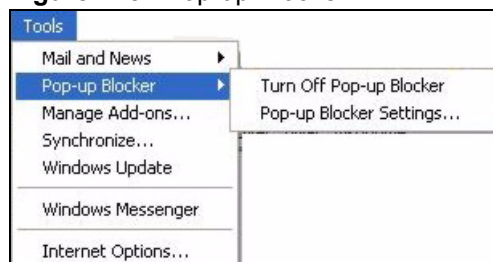 Tools
Mail and News
Pop-up Blocker
Turn Off Pop-up Blocker
Manage Add-ons...
Pop-up Blocker Settings...
Synchronize...
Windows Update
Windows Messenger
Internet Options...